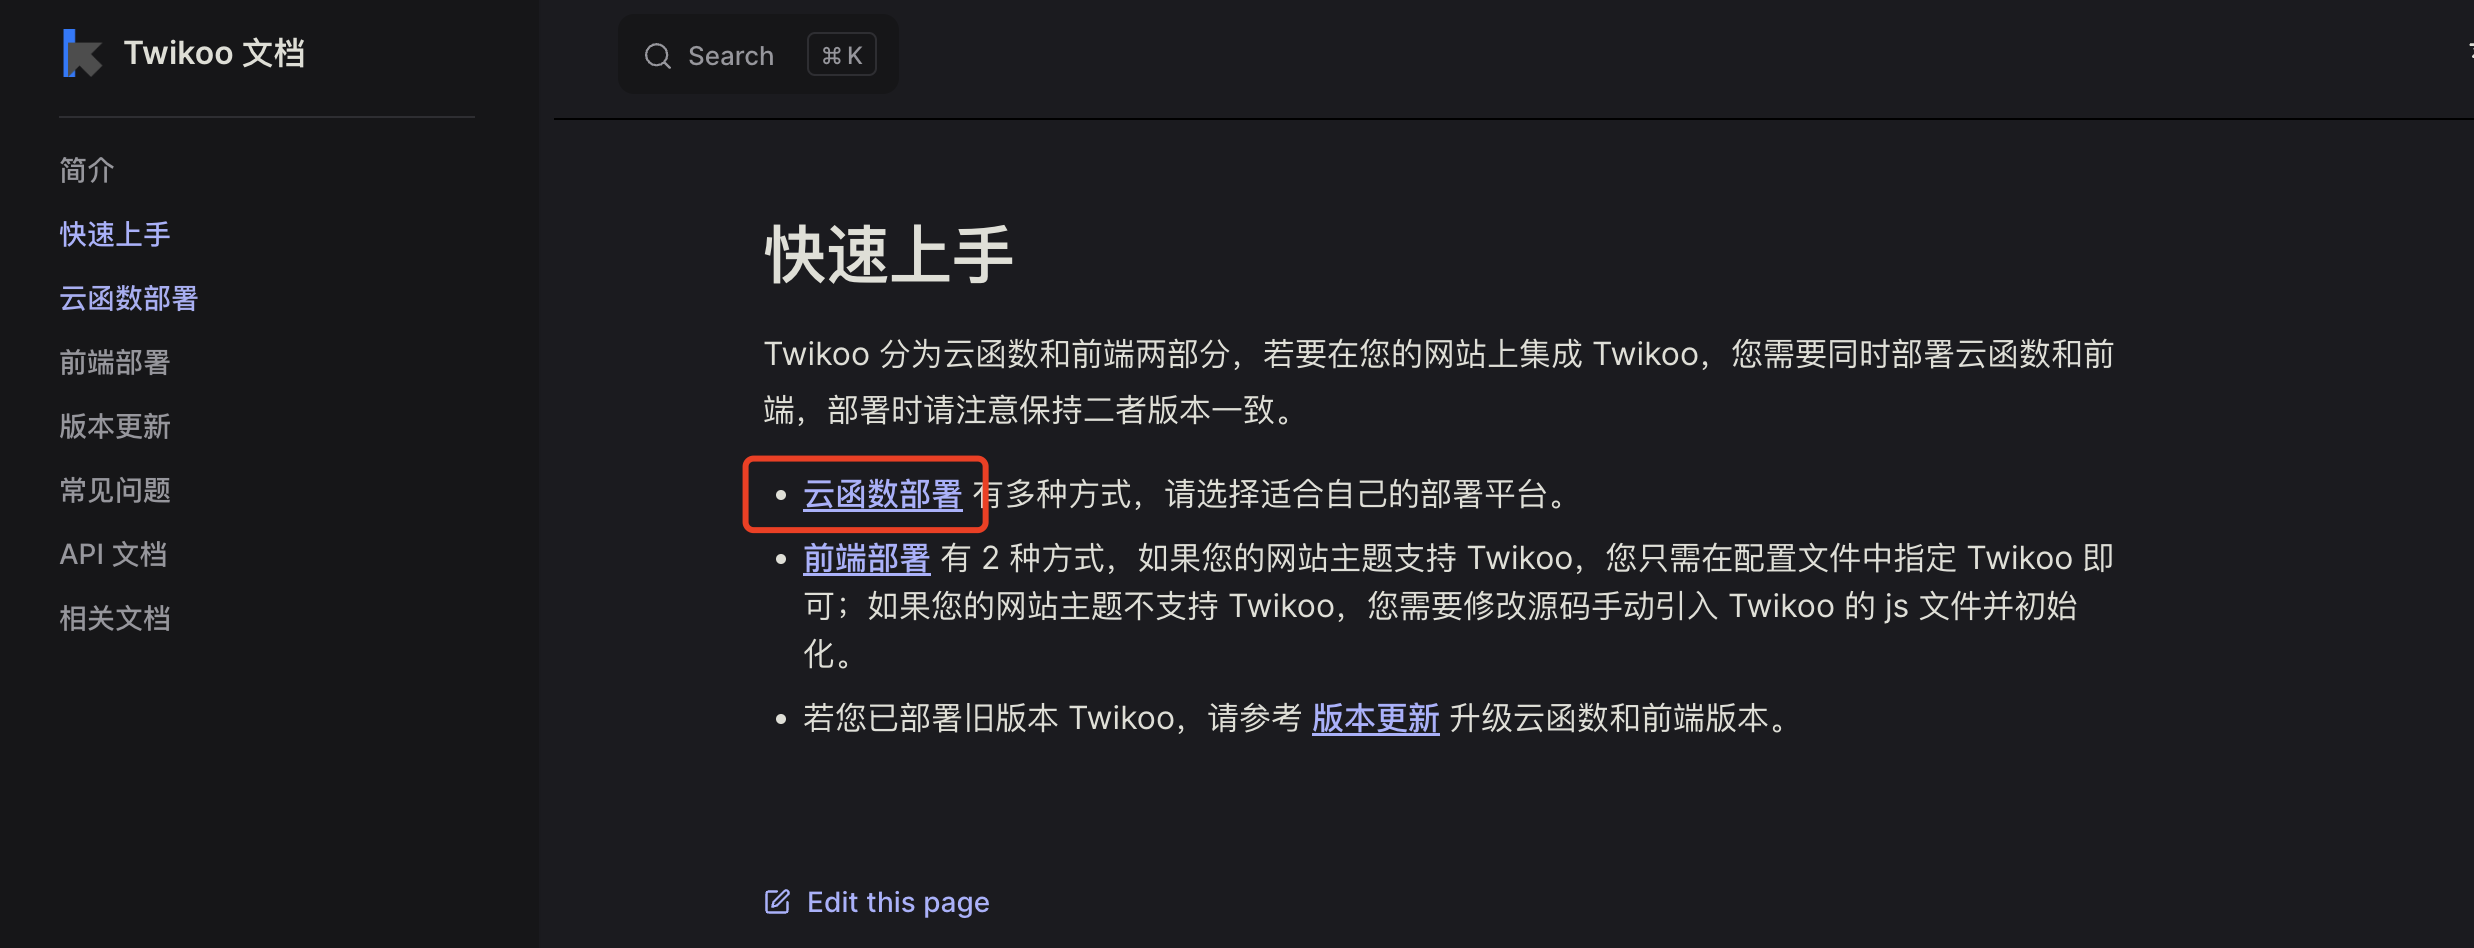 Twikoo 文档
Search
⌘ K
简介
快速上手
云函数部署
前端部署
版本更新
常见问题
API 文档
相关文档
快速上手
Twikoo 分为云函数和前端两部分，若要在您的网站上集成 Twikoo，您需要同时部署云函数和前
端，部署时请注意保持二者版本一致。
• 云函数部署 有多种方式，请选择适合自己的部署平台。
• 前端部署 有 2 种方式，如果您的网站主题支持 Twikoo，您只需在配置文件中指定 Twikoo 即
可；如果您的网站主题不支持 Twikoo，您需要修改源码手动引入 Twikoo 的 js 文件并初始
化。
• 若您已部署旧版本 Twikoo，请参考 版本更新 升级云函数和前端版本。
Edit this page